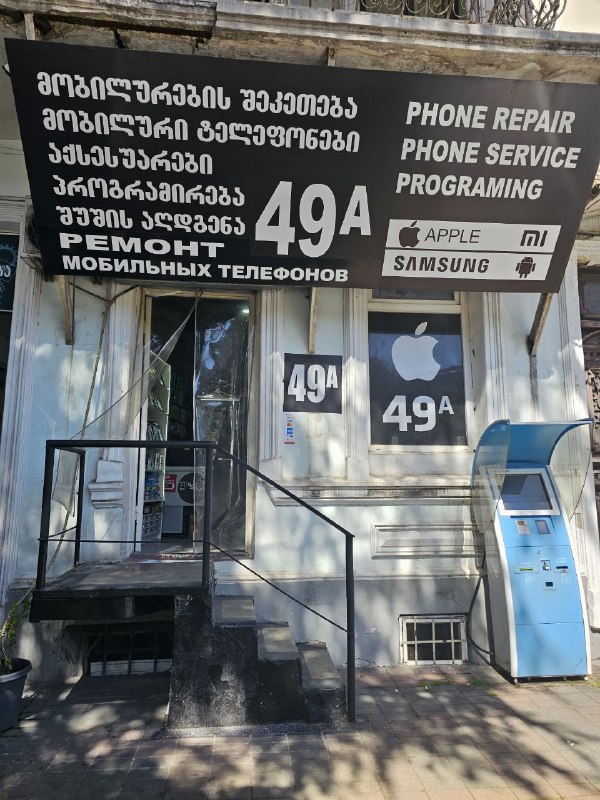 მობილურების შეკეთება
მობილური ტელეფონები
აქსესუარები
პროგრამირება
შუშის აღდგენა
49A
РЕМОНТ
МОБИЛЬНЫХ ТЕЛЕФОНОВ
PHONE REPAIR
PHONE SERVICE
PROGRAMING
APPLE
MI
SAMSUNG
49A
49A